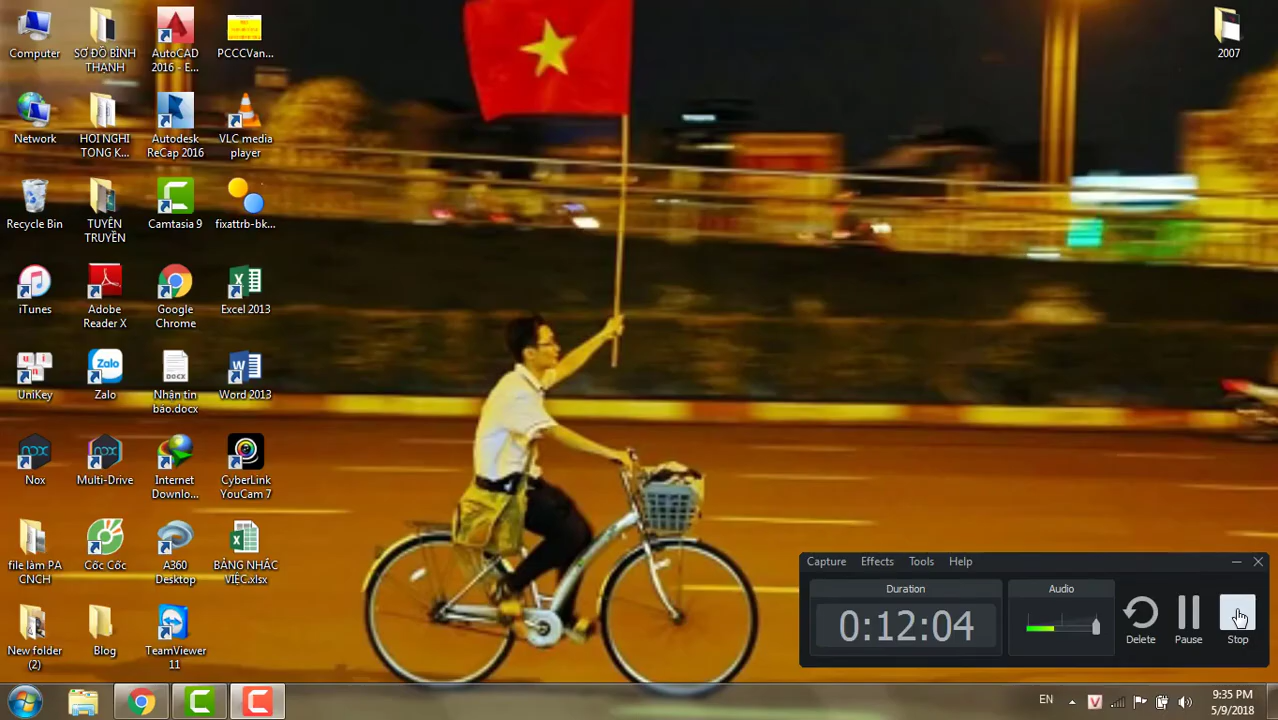 Computer
SƠ ĐỒ BÌNH
THẠNH
AutoCAD
2016 - E...
PCCCVan...
2007
Network
HOI NGHI
TONG K...
Autodesk
ReCap 2016
VLC media
player
Recycle Bin
TUYÊN
TRUYỀN
Camtasia 9
fixattrb-bk...
iTunes
Adobe
Reader X
Google
Chrome
Excel 2013
UniKey
Zalo
Nhận tin
báo.docx
Word 2013
Nox
Multi-Drive
Internet
Downlo...
CyberLink
YouCam 7
file làm PA
CNCH
Cốc Cốc
A360
Desktop
BẢNG NHẮC
VIỆC.xlsx
New folder
(2)
Blog
TeamViewer
11
Capture Effects Tools Help
Duration
0:12:04
Audio
Delete
Pause
Stop
EN
9:35 PM
5/9/2018